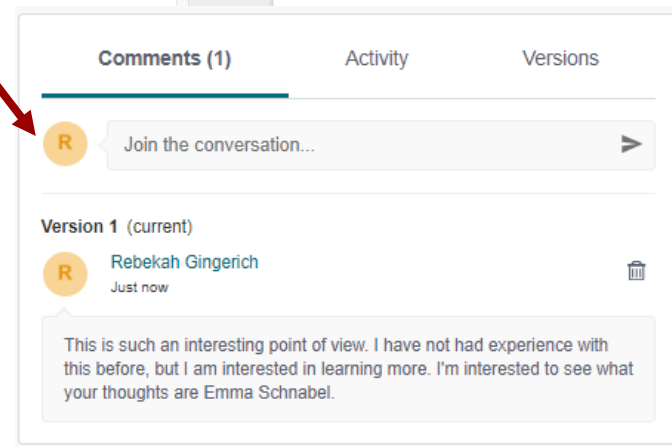 Comments (1) Activity Versions
R Join the conversation...
Version 1 (current)
R Rebekah Gingerich
Just now
This is such an interesting point of view. I have not had experience with
this before, but I am interested in learning more. I'm interested to see what
your thoughts are Emma Schnabel.